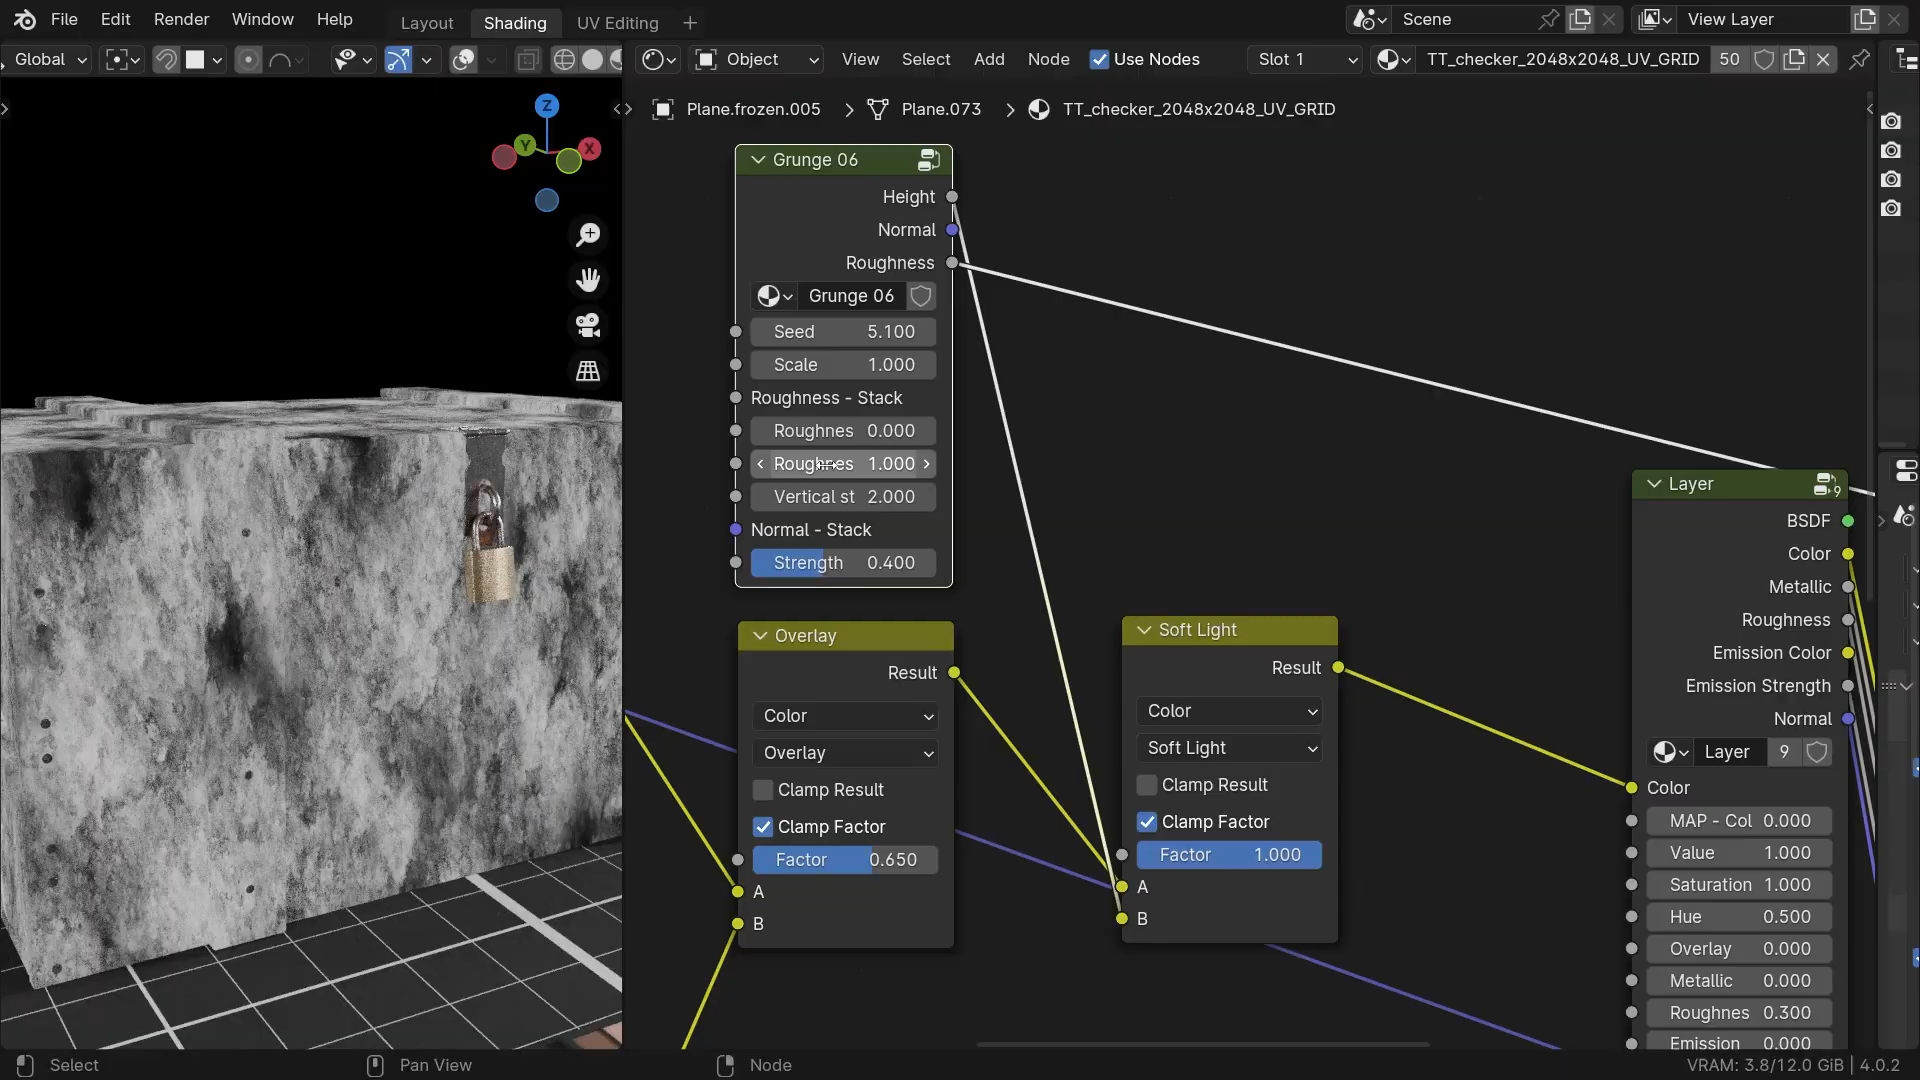 File Edit Render Window Help Layout Shading UV Editing + Scene View Layer
Global Object View Select Add Node Use Nodes Slot 1 TT_checker_2048x2048_UV_GRID 50
Plane.frozen.005 Plane.073 TT_checker_2048x2048_UV_GRID
Z
Y
X
Grunge 06
Height
Normal
Roughness
Grunge 06
Seed 5.100
Scale 1.000
Roughness - Stack
Roughnes 0.000
Roughnes 1.000
Vertical st 2.000
Normal - Stack
Strength 0.400
Overlay
Result
Color
Overlay
Clamp Result
Clamp Factor
Factor 0.650
A
B
Soft Light
Result
Color
Soft Light
Clamp Result
Clamp Factor
Factor 1.000
A
B
Layer 9
BSDF
Color
Metallic
Roughness
Emission Color
Emission Strength
Normal
Layer 9
Color
MAP - Col 0.000
Value 1.000
Saturation 1.000
Hue 0.500
Overlay 0.000
Metallic 0.000
Roughnes 0.300
Emission 0.000
Select Pan View Node VRAM: 3.8/12.0 GiB | 4.0.2